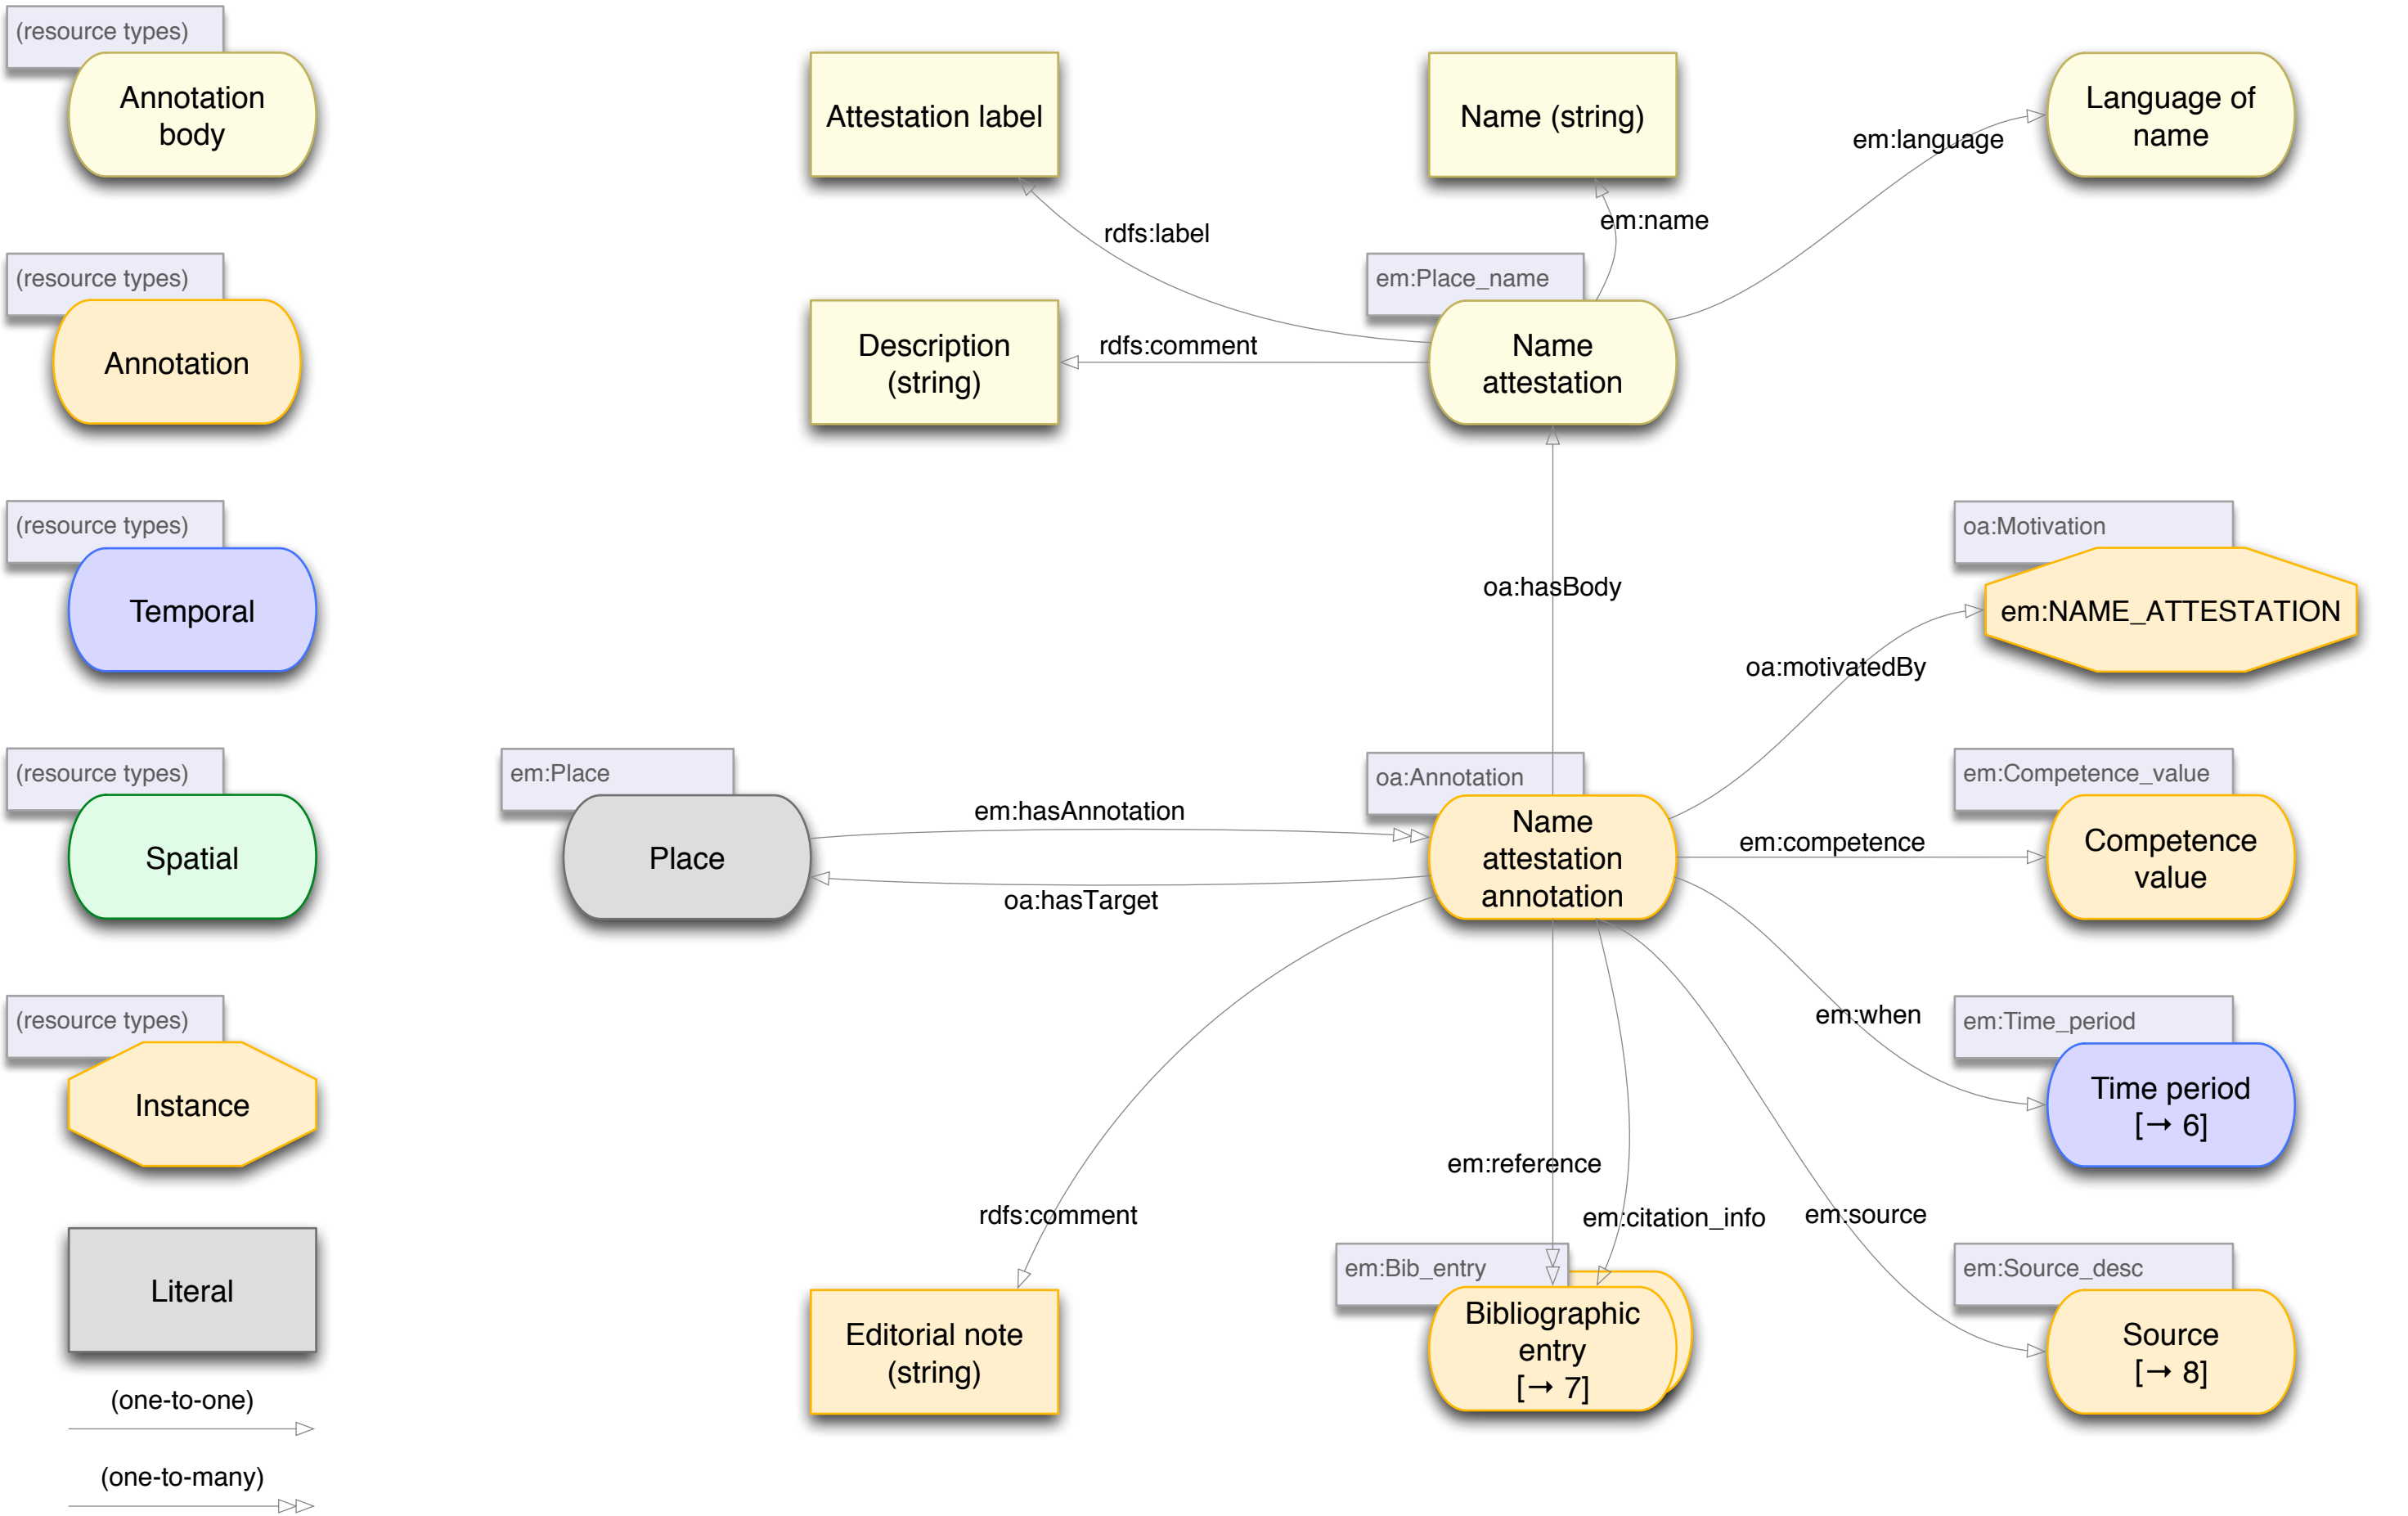 (resource types)
Annotation
body
(resource types)
Annotation
(resource types)
Temporal
(resource types)
Spatial
(resource types)
Instance
Literal
(one-to-one)
(one-to-many)
Attestation label
Name (string)
Language of
name
em:language
em:name
rdfs:label
em:Place_name
Description
(string)
rdfs:comment
Name
attestation
oa:hasBody
oa:Motivation
em:NAME_ATTESTATION
oa:motivatedBy
em:Place
Place
em:hasAnnotation
oa:hasTarget
oa:Annotation
Name
attestation
annotation
em:competence
em:Competence_value
Competence
value
em:when
em:Time_period
Time period
[→ 6]
em:reference
rdfs:comment
em:citation_info
em:source
Editorial note
(string)
em:Bib_entry
Bibliographic
entry
[→ 7]
em:Source_desc
Source
[→ 8]